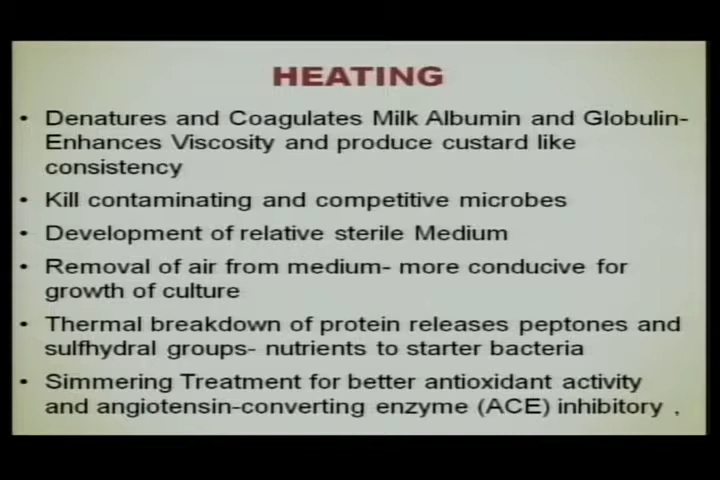 HEATING
• Denatures and Coagulates Milk Albumin and Globulin-
Enhances Viscosity and produce custard like
consistency
• Kill contaminating and competitive microbes
• Development of relative sterile Medium
• Removal of air from medium- more conducive for
growth of culture
• Thermal breakdown of protein releases peptones and
sulfhydral groups- nutrients to starter bacteria
• Simmering Treatment for better antioxidant activity
and angiotensin-converting enzyme (ACE) inhibitory .